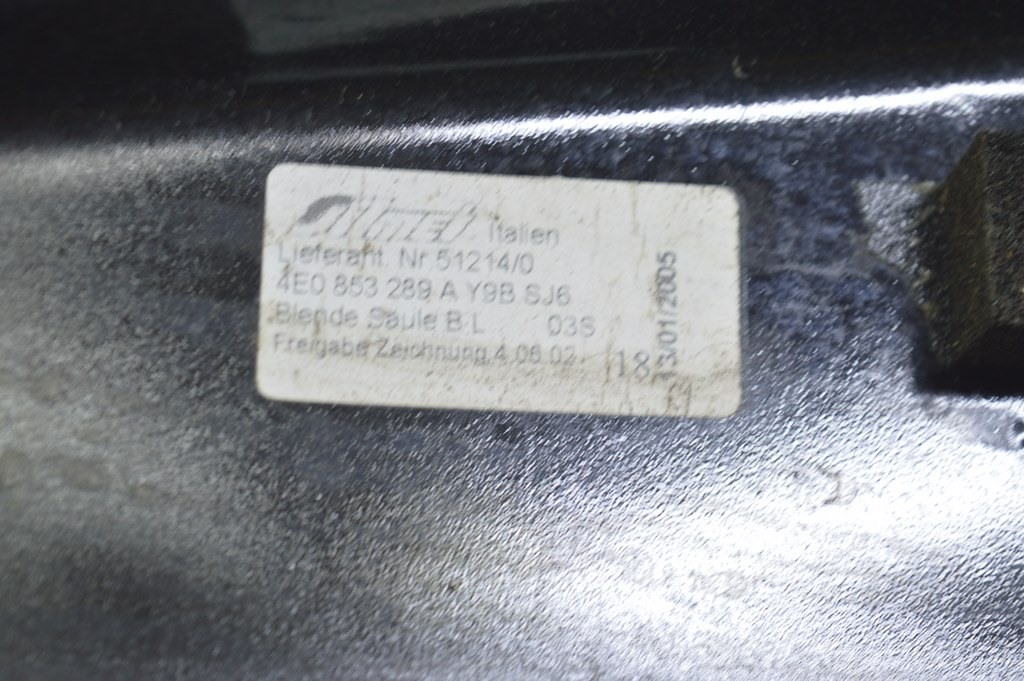 Italien
Lieferant. Nr 51214/0
4E0 853 289 A Y9B SJ6
Blende Säule B L 03S
Freigabe Zeichnung 4.06.02
18
13/01/2005